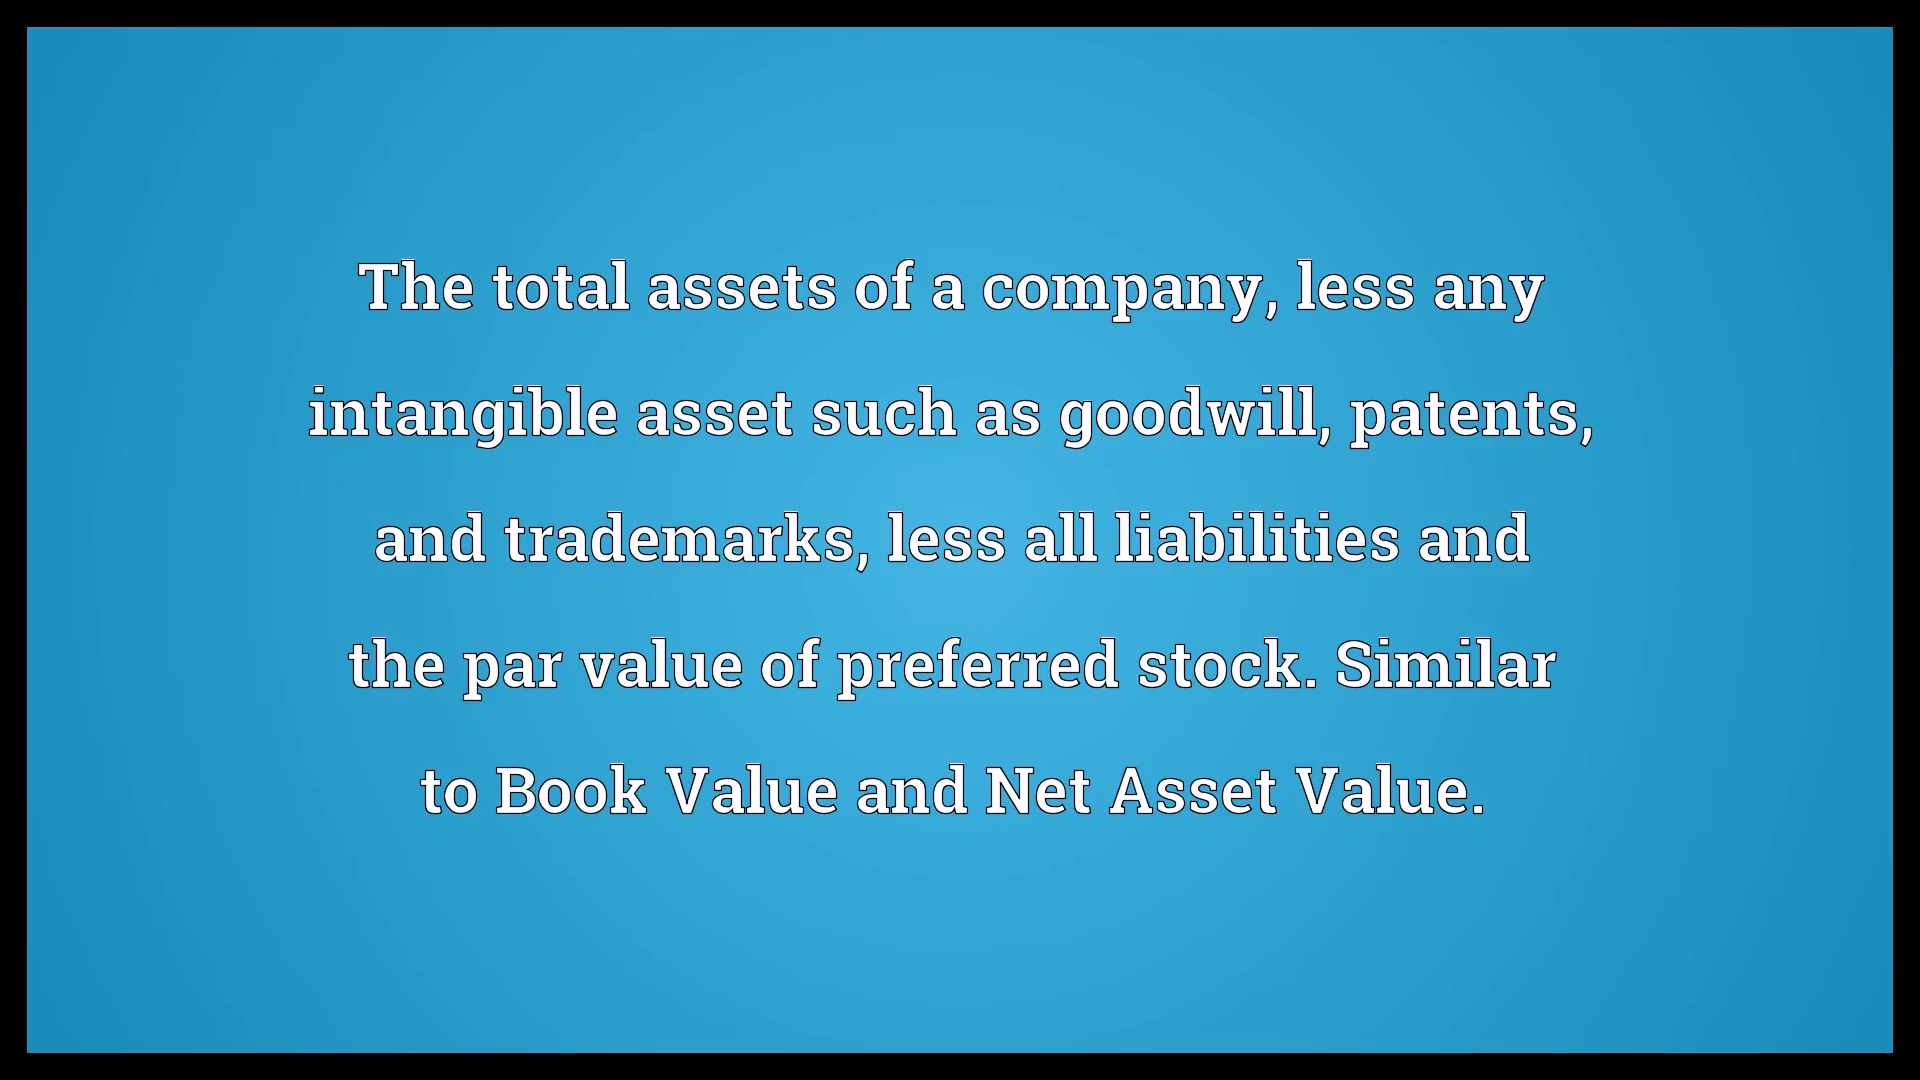 The total assets of a company, less any
intangible asset such as goodwill, patents,
and trademarks, less all liabilities and
the par value of preferred stock. Similar
to Book Value and Net Asset Value.